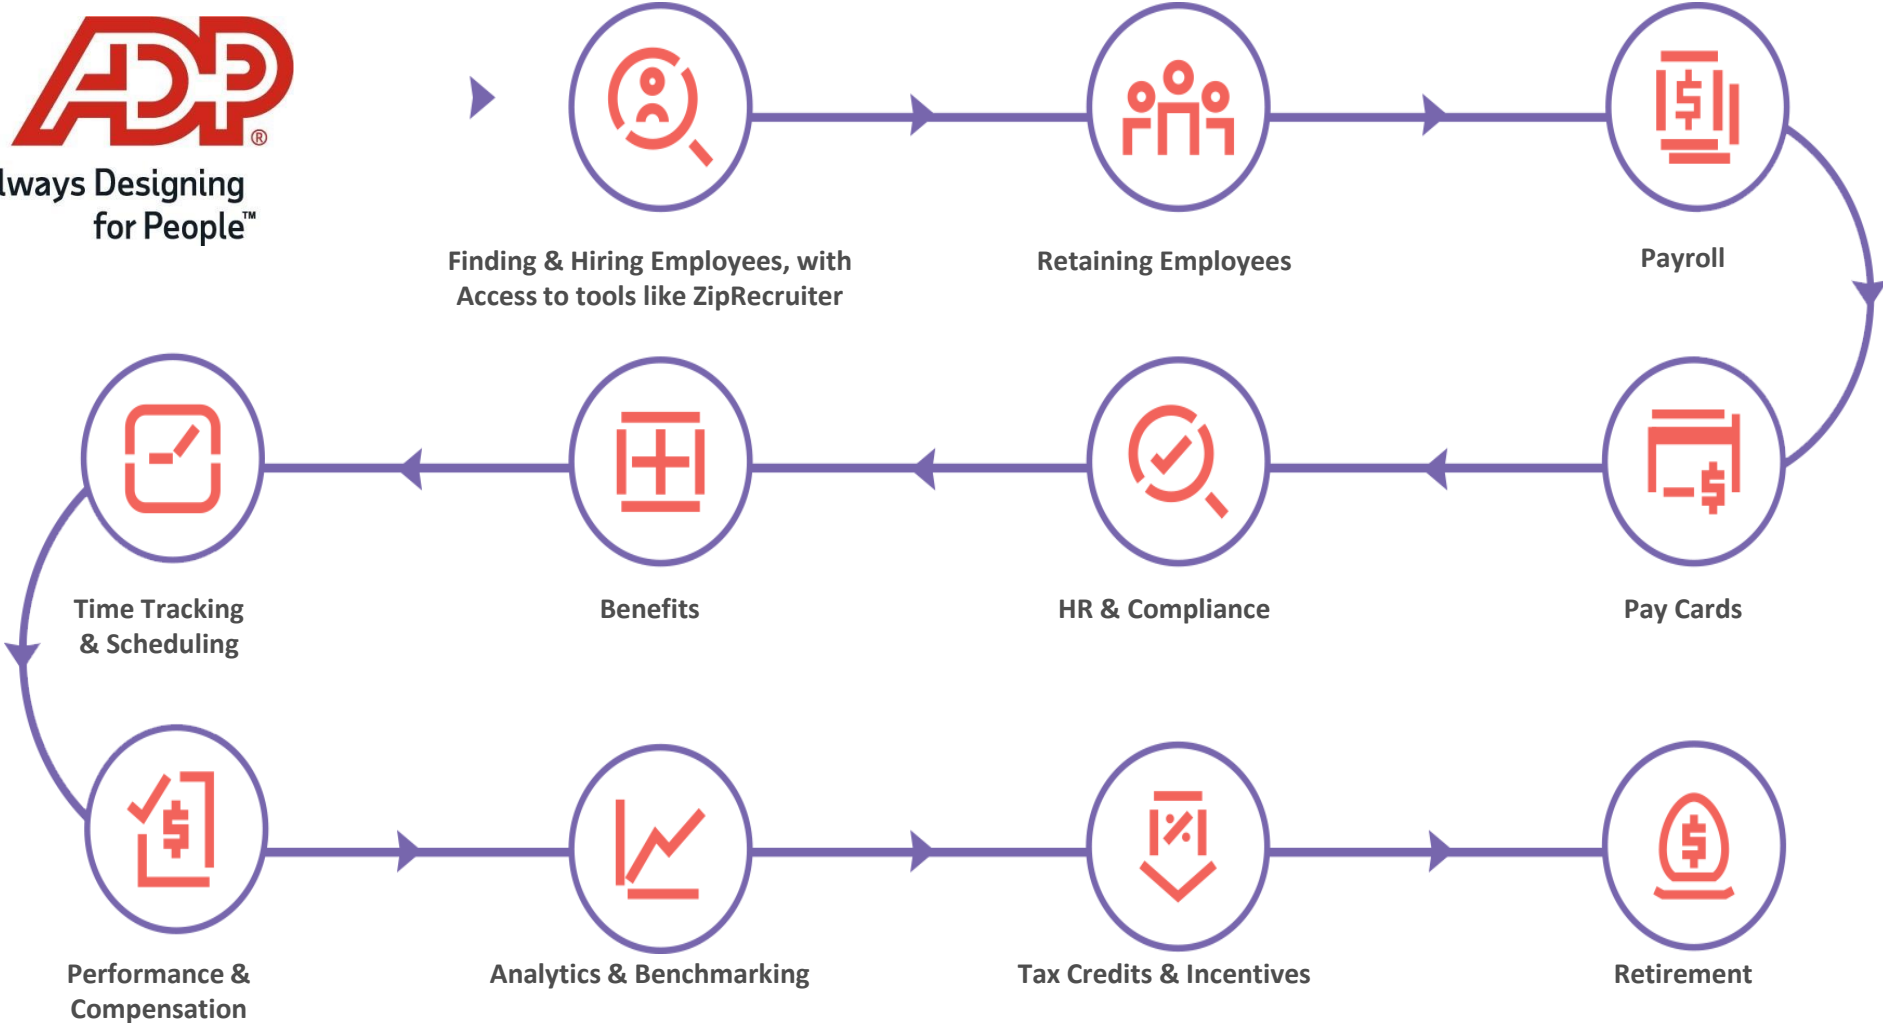 ADP®
lways Designing
for People™
Finding & Hiring Employees, with
Access to tools like ZipRecruiter
Retaining Employees
Payroll
Time Tracking
& Scheduling
Benefits
HR & Compliance
Pay Cards
Performance &
Compensation
Analytics & Benchmarking
Tax Credits & Incentives
Retirement